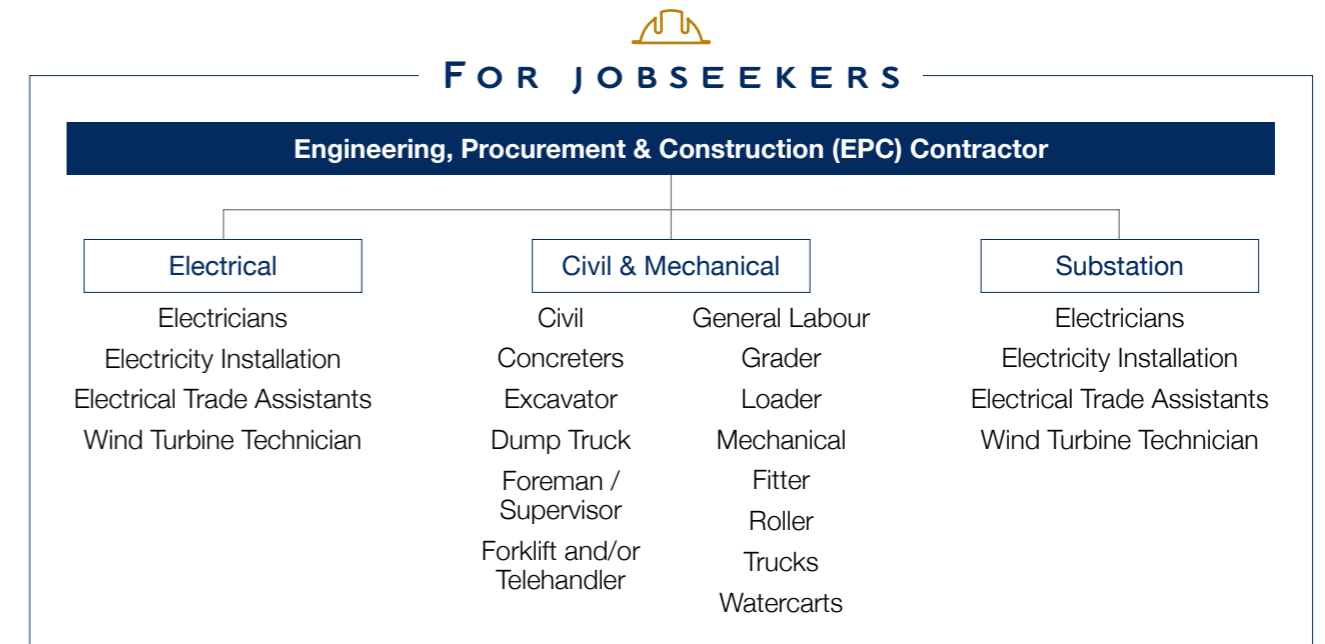 FOR JOBSEEKERS
Engineering, Procurement & Construction (EPC) Contractor
Electrical
Electricians
Electricity Installation
Electrical Trade Assistants
Wind Turbine Technician
Civil & Mechanical
Civil
Concreters
Excavator
Dump Truck
Foreman /
Supervisor
Forklift and/or
Telehandler
General Labour
Grader
Loader
Mechanical
Fitter
Roller
Trucks
Watercarts
Substation
Electricians
Electricity Installation
Electrical Trade Assistants
Wind Turbine Technician